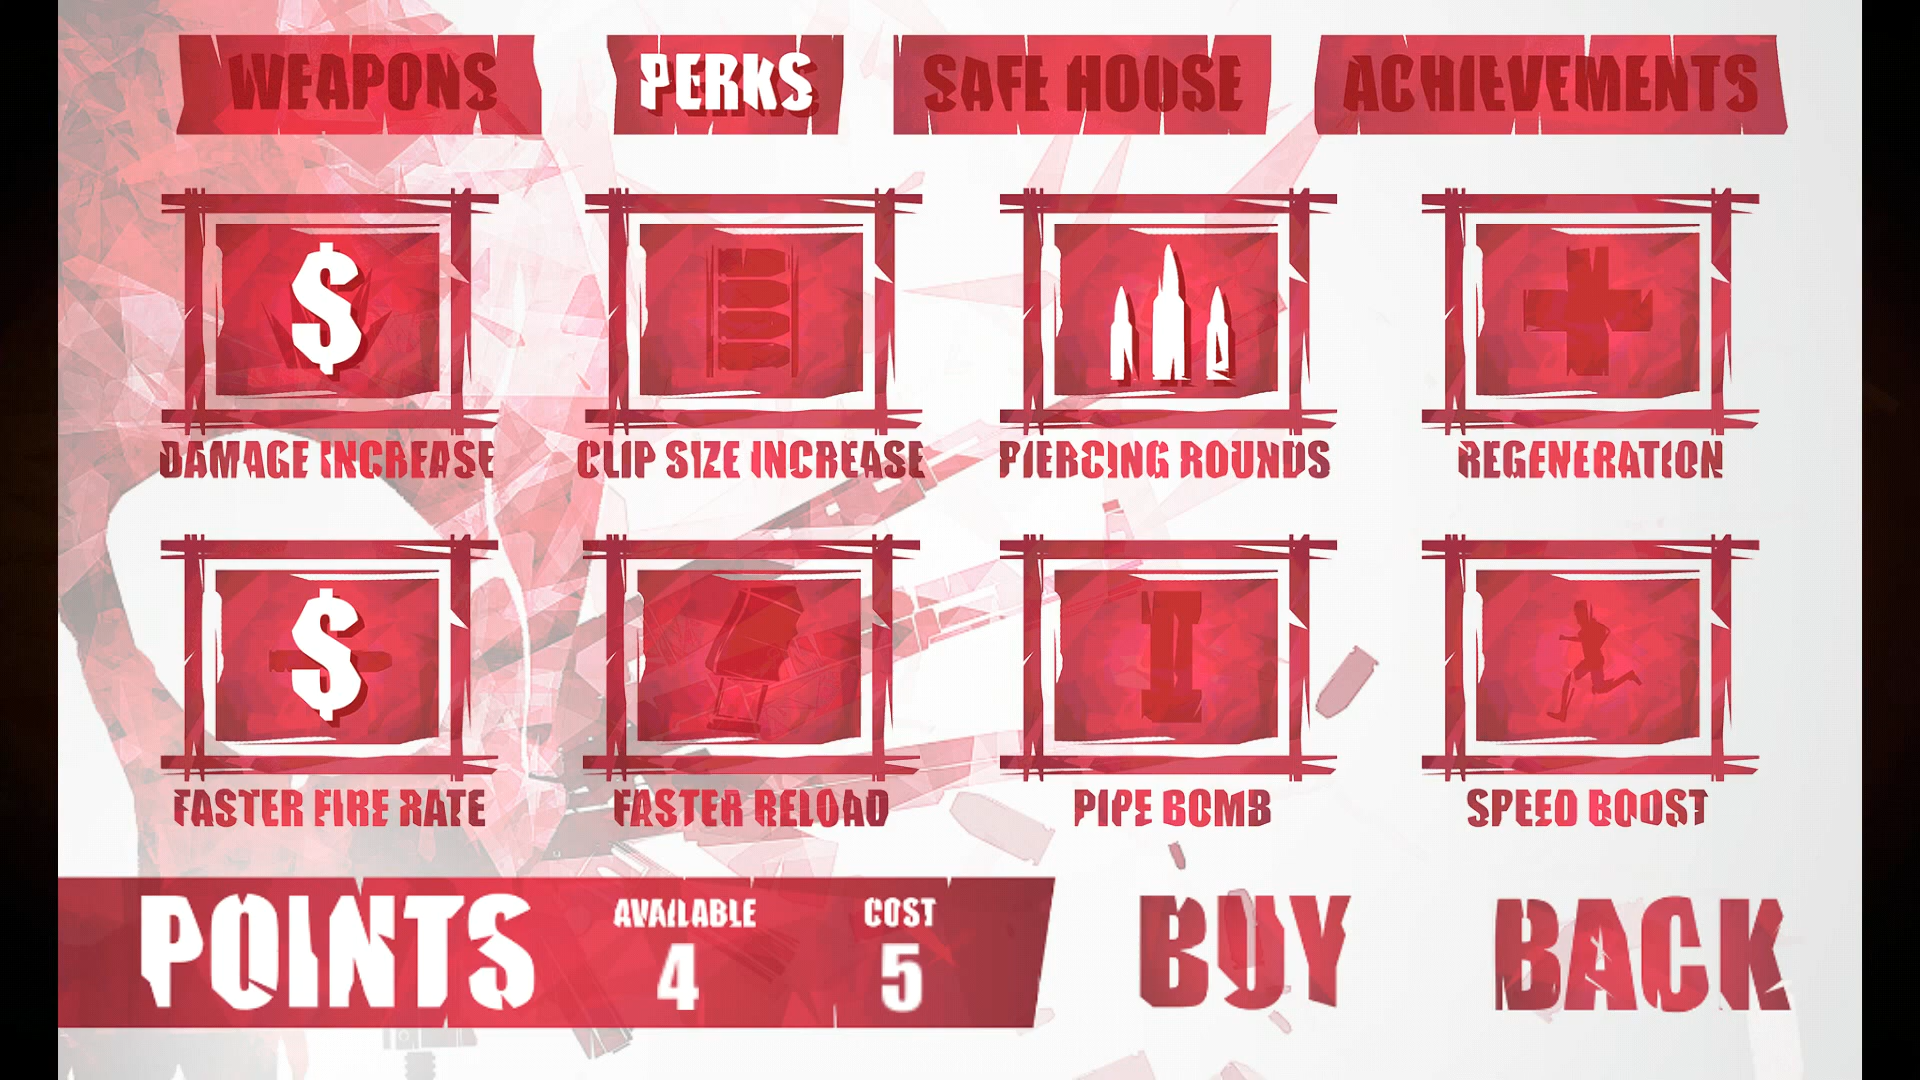 WEAPONS PERKS SAFE HOUSE ACHIEVEMENTS
$
DAMAGE INCREASE CLIP SIZE INCREASE PIERCING ROUNDS REGENERATION
$
FASTER FIRE RATE FASTER RELOAD PIPE BOMB SPEED BOOST
POINTS AVAILABLE COST BUY BACK
4 5